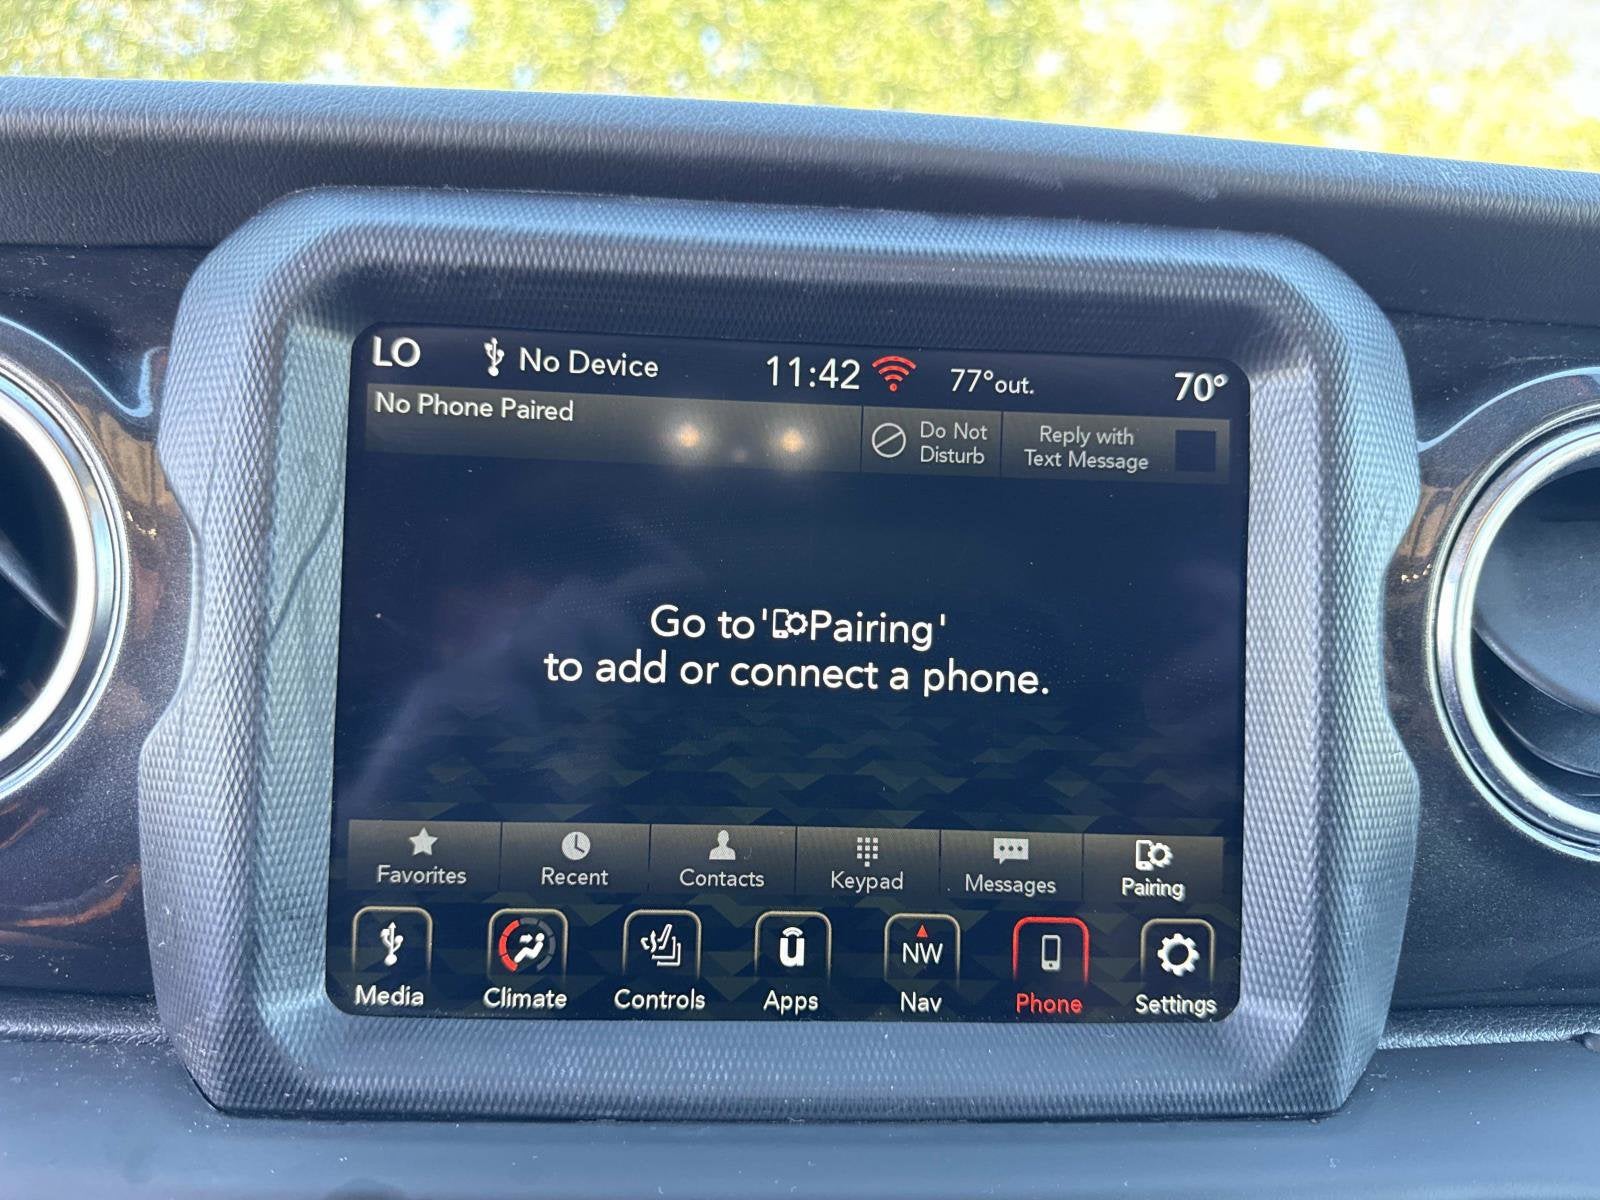 LO No Device 11:42 77°out. 70°
No Phone Paired
Do Not
Disturb
Reply with
Text Message
Go to 'Pairing'
to add or connect a phone.
Favorites Recent Contacts Keypad Messages Pairing
u NW
Media Climate Controls Apps Nav Phone Settings